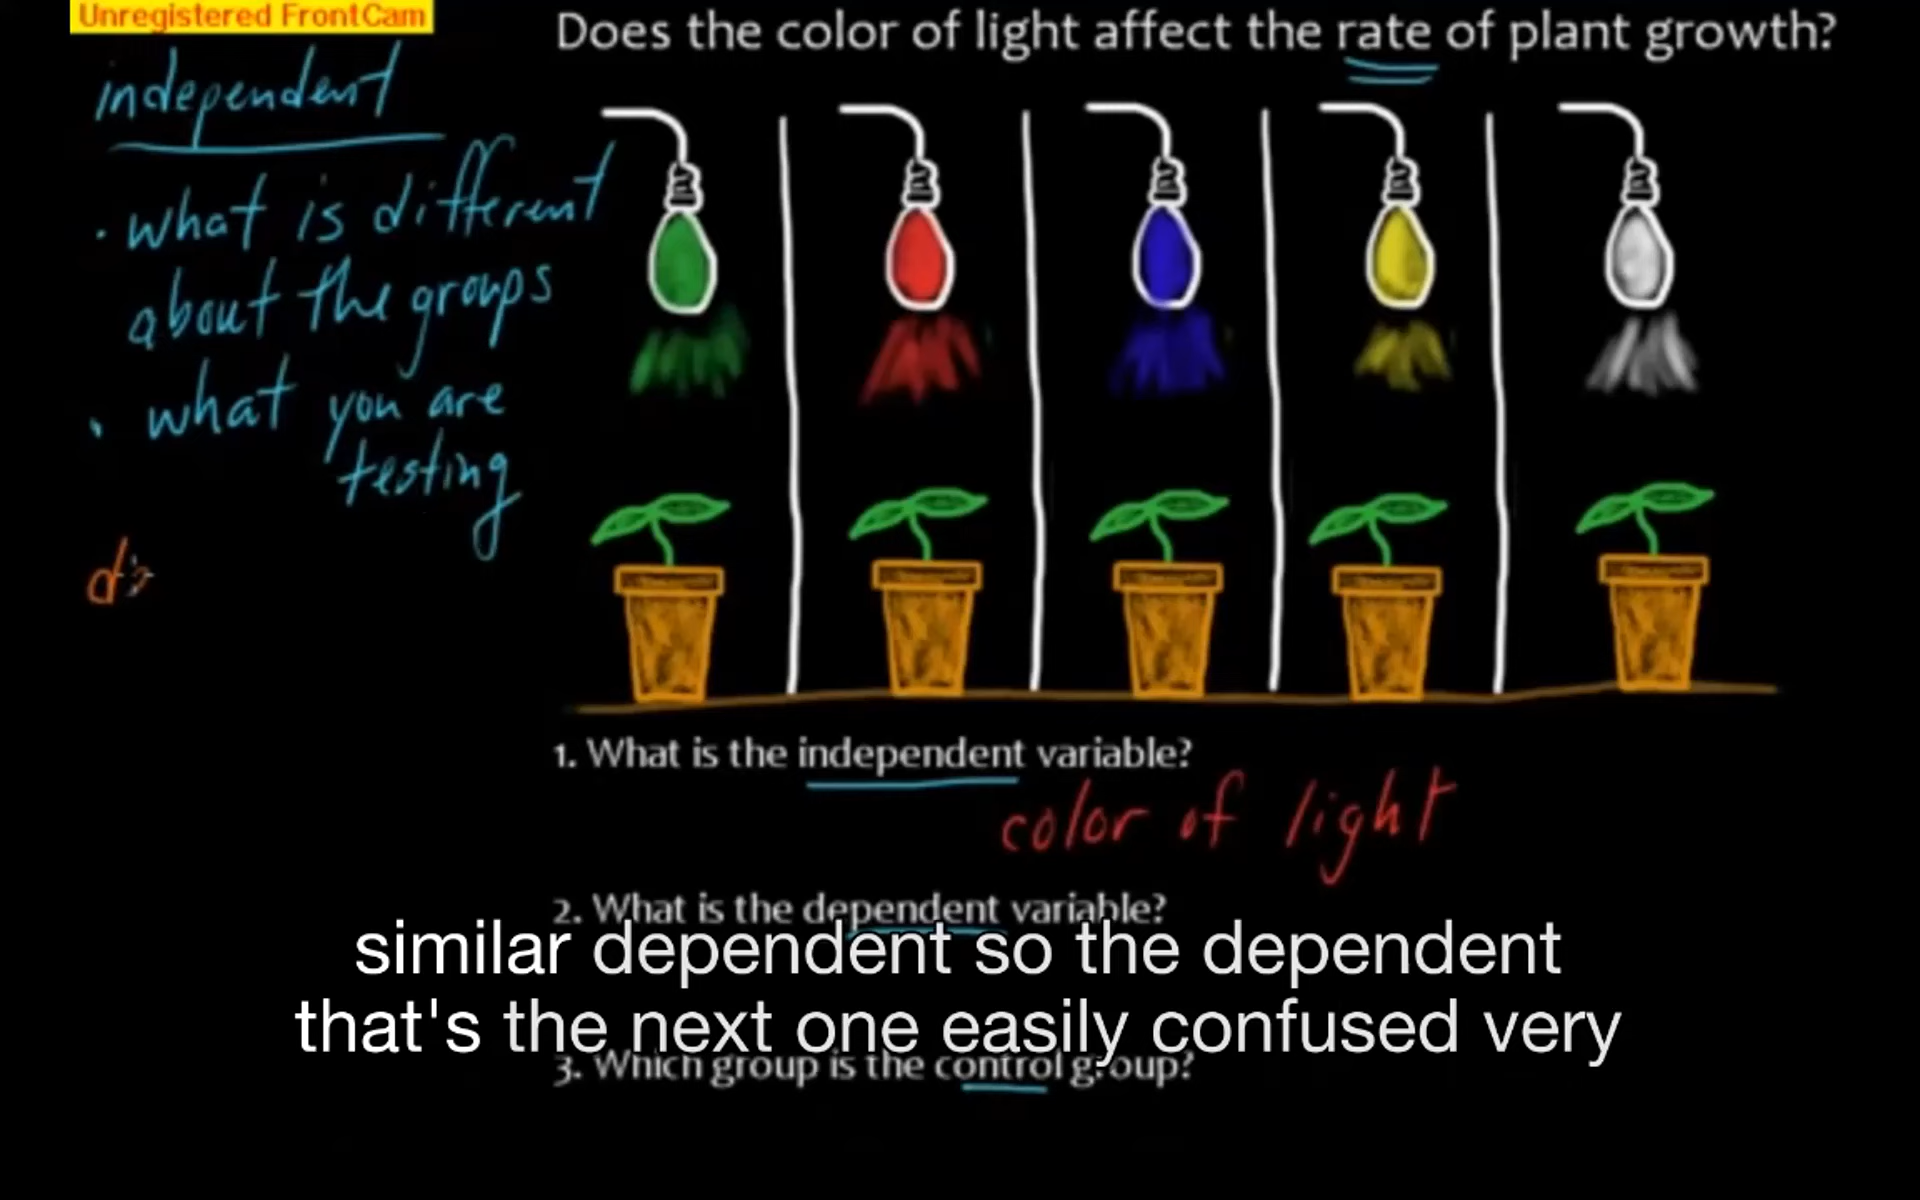 Unregistered FrontCam
Does the color of light affect the rate of plant growth?
independent
· what is different
about the groups
· what you are
testing
1. What is the independent variable?
color of light
2. What is the dependent variable?
similar dependent so the dependent
that's the next one easily confused very
3. Which group is the control group?